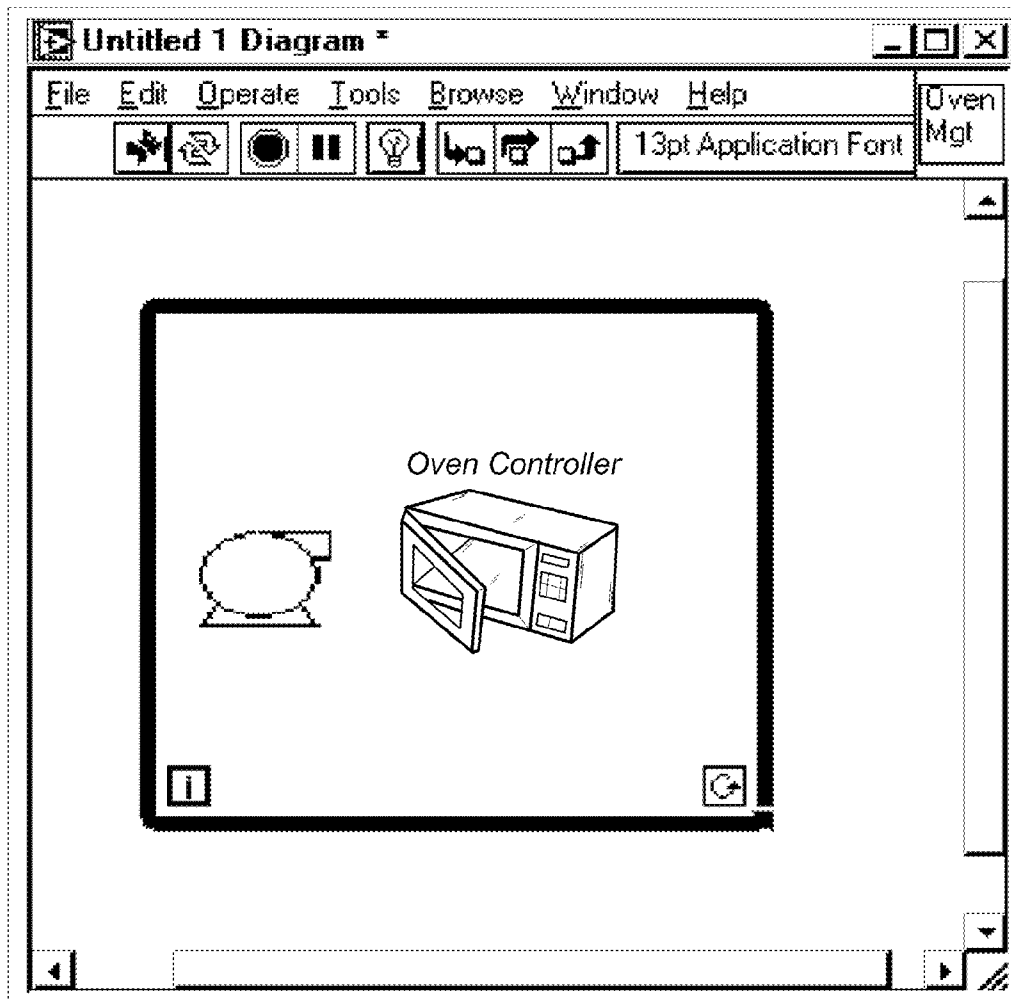 Untitled 1 Diagram *
File Edit Operate Tools Browse Window Help
Oven
Mgt
13pt Application Font
Oven Controller
i